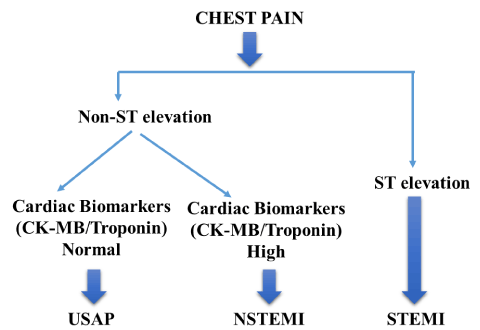 CHEST PAIN
Non-ST elevation
ST elevation
Cardiac Biomarkers
(CK-MB/Troponin)
Normal
Cardiac Biomarkers
(CK-MB/Troponin)
High
USAP
NSTEMI
STEMI